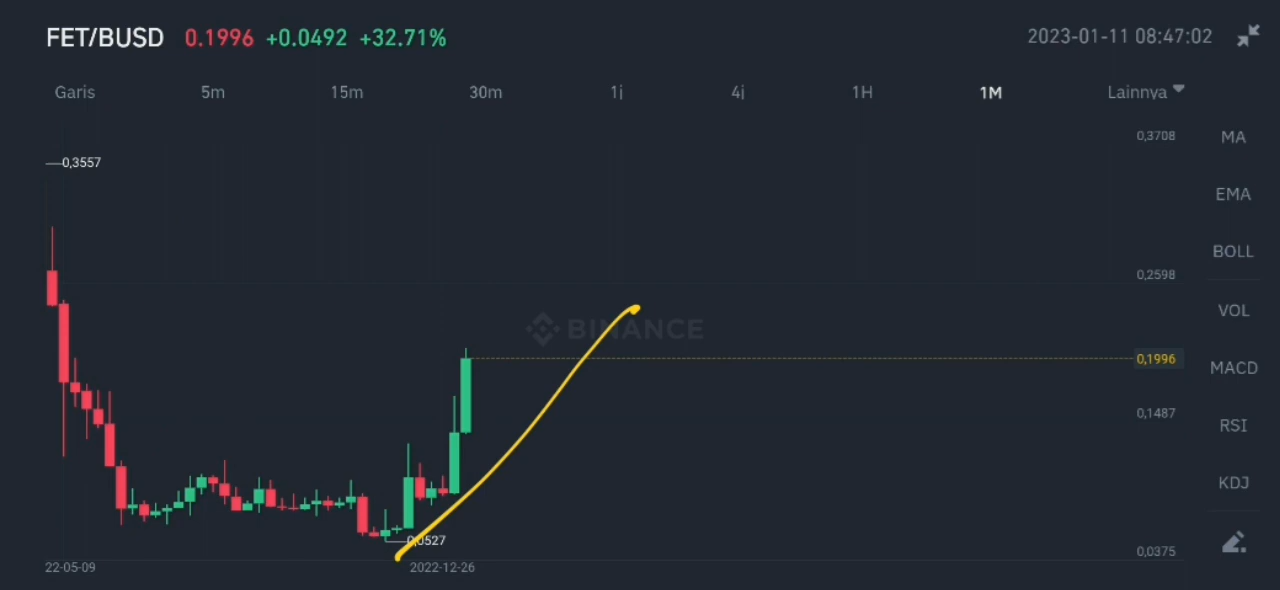 FET/BUSD 0.1996 +0.0492 +32.71% 2023-01-11 08:47:02
Garis 5m 15m 30m 1j 4j 1H 1M Lainnya
0,3708
MA
0,3557
EMA
BOLL
0,2598
VOL
BINANCE
0,1996
MACD
0,1487
RSI
KDJ
0,0527
0,0375
22-05-09 2022-12-26